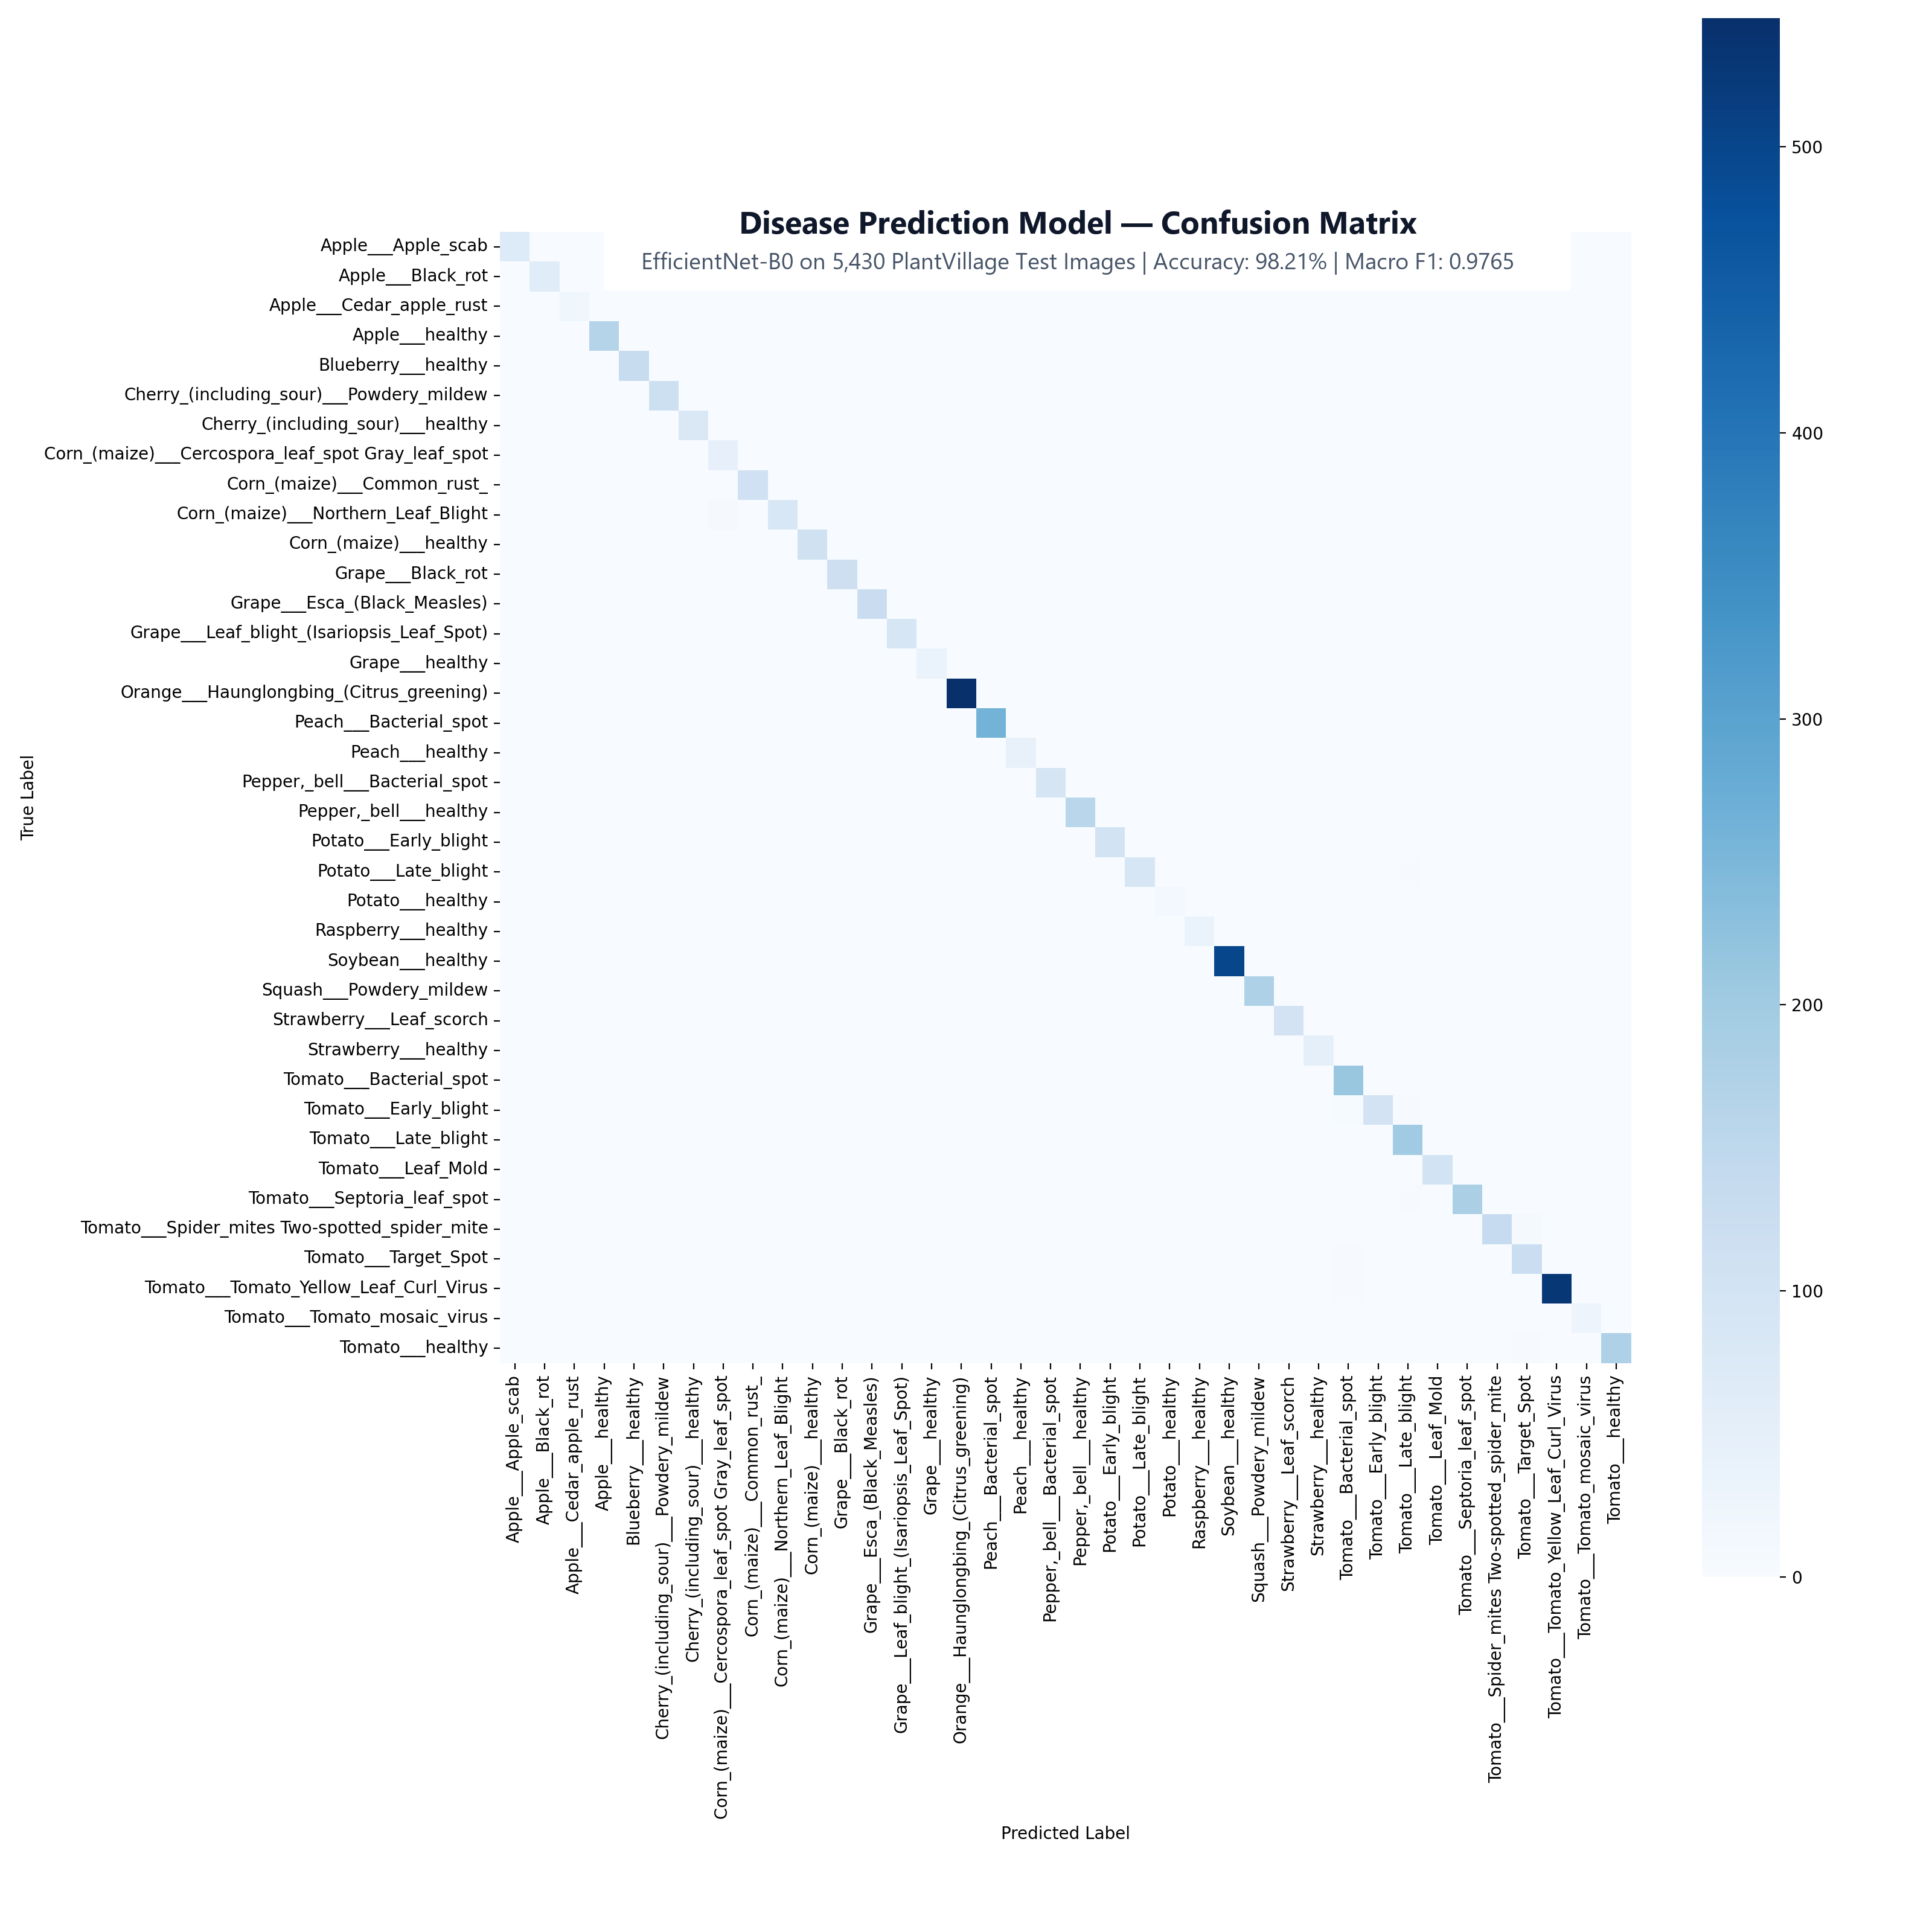 Disease Prediction Model — Confusion Matrix
EfficientNet-B0 on 5,430 PlantVillage Test Images | Accuracy: 98.21% | Macro F1: 0.9765
True Label
Apple___Apple_scab
Apple___Black_rot
Apple___Cedar_apple_rust
Apple___healthy
Blueberry___healthy
Cherry_(including_sour)___Powdery_mildew
Cherry_(including_sour)___healthy
Corn_(maize)___Cercospora_leaf_spot Gray_leaf_spot
Corn_(maize)___Common_rust_
Corn_(maize)___Northern_Leaf_Blight
Corn_(maize)___healthy
Grape___Black_rot
Grape___Esca_(Black_Measles)
Grape___Leaf_blight_(Isariopsis_Leaf_Spot)
Grape___healthy
Orange___Haunglongbing_(Citrus_greening)
Peach___Bacterial_spot
Peach___healthy
Pepper,_bell___Bacterial_spot
Pepper,_bell___healthy
Potato___Early_blight
Potato___Late_blight
Potato___healthy
Raspberry___healthy
Soybean___healthy
Squash___Powdery_mildew
Strawberry___Leaf_scorch
Strawberry___healthy
Tomato___Bacterial_spot
Tomato___Early_blight
Tomato___Late_blight
Tomato___Leaf_Mold
Tomato___Septoria_leaf_spot
Tomato___Spider_mites Two-spotted_spider_mite
Tomato___Target_Spot
Tomato___Tomato_Yellow_Leaf_Curl_Virus
Tomato___Tomato_mosaic_virus
Tomato___healthy
Apple___Apple_scab
Apple___Black_rot
Apple___Cedar_apple_rust
Apple___healthy
Blueberry___healthy
Cherry_(including_sour)___Powdery_mildew
Cherry_(including_sour)___healthy
Corn_(maize)___Cercospora_leaf_spot Gray_leaf_spot
Corn_(maize)___Common_rust_
Corn_(maize)___Northern_Leaf_Blight
Corn_(maize)___healthy
Grape___Black_rot
Grape___Esca_(Black_Measles)
Grape___Leaf_blight_(Isariopsis_Leaf_Spot)
Grape___healthy
Orange___Haunglongbing_(Citrus_greening)
Peach___Bacterial_spot
Peach___healthy
Pepper,_bell___Bacterial_spot
Pepper,_bell___healthy
Potato___Early_blight
Potato___Late_blight
Potato___healthy
Raspberry___healthy
Soybean___healthy
Squash___Powdery_mildew
Strawberry___Leaf_scorch
Strawberry___healthy
Tomato___Bacterial_spot
Tomato___Early_blight
Tomato___Late_blight
Tomato___Leaf_Mold
Tomato___Septoria_leaf_spot
Tomato___Spider_mites Two-spotted_spider_mite
Tomato___Target_Spot
Tomato___Tomato_Yellow_Leaf_Curl_Virus
Tomato___Tomato_mosaic_virus
Tomato___healthy
Predicted Label
500
400
300
200
100
0